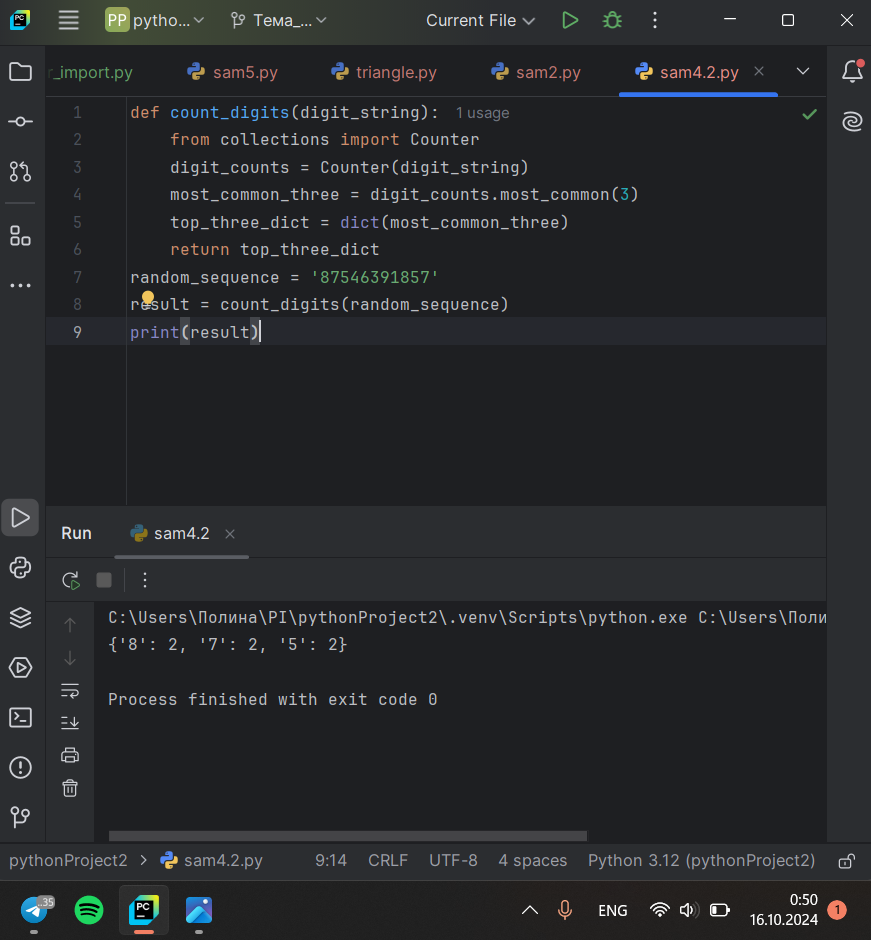 PC PP pytho... Тема_... Current File
r_import.py sam5.py triangle.py sam2.py sam4.2.py
1 def count_digits(digit_string): 1 usage
2 from collections import Counter
3 digit_counts = Counter(digit_string)
4 most_common_three = digit_counts.most_common(3)
5 top_three_dict = dict(most_common_three)
6 return top_three_dict
7 random_sequence = '87546391857'
8 result = count_digits(random_sequence)
9 print(result)
Run sam4.2
C:\Users\Полина\PI\pythonProject2\.venv\Scripts\python.exe C:\Users\Поли
{'8': 2, '7': 2, '5': 2}
Process finished with exit code 0
pythonProject2 > sam4.2.py 9:14 CRLF UTF-8 4 spaces Python 3.12 (pythonProject2)
..35 PC ENG 0:50 1
16.10.2024